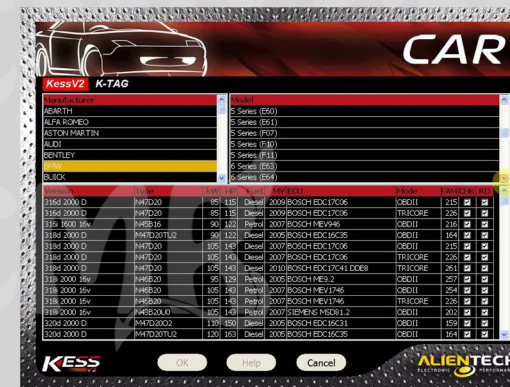 CAR
KessV2 K-TAG
Manufacturer Model
ABARTH 5 Series (E60)
ALFA ROMEO 5 Series (E61)
ASTON MARTIN 5 Series (F07)
AUDI 5 Series (F10)
BENTLEY 5 Series (F11)
BMW 6 Series (E63)
BUICK 6 Series (E64)
Version Type KW HP Fuel MY ECU Mode FAM CHK RD
316d 2000 D N47D20 85 115 Diesel 2009 BOSCH EDC17C06 OBDII 215
316d 2000 D N47D20 85 115 Diesel 2009 BOSCH EDC17C06 TRICORE 226
316i 1600 16v N45B16 90 122 Petrol 2007 BOSCH MEV946 OBDII 216
318d 2000 D M47D20TU2 90 122 Diesel 2005 BOSCH EDC16C35 OBDII 164
318d 2000 D N47D20 105 143 Diesel 2007 BOSCH EDC17C06 OBDII 215
318d 2000 D N47D20 105 143 Diesel 2007 BOSCH EDC17C06 TRICORE 226
318d 2000 D N47D20 105 143 Diesel 2010 BOSCH EDC17C41 DDE8 TRICORE 261
318i 2000 16v N46B20 95 129 Petrol 2005 BOSCH ME9.2 OBDII 257
318i 2000 16v N46B20 105 143 Petrol 2007 BOSCH MEV1746 OBDII 254
318i 2000 16v N46B20 105 143 Petrol 2007 BOSCH MEV1746 TRICORE 226
318i 2000 16v N43B20U0 105 143 Petrol 2007 SIEMENS MSD81.2 OBDII 202
320d 2000 D M47D20O2 110 150 Diesel 2005 BOSCH EDC16C31 OBDII 159
320d 2000 D M47D20TU2 120 163 Diesel 2005 BOSCH EDC16C35 OBDII 164
KESS V2 OK Help Cancel ALIENTECH
ELECTRONIC PERFORMAN